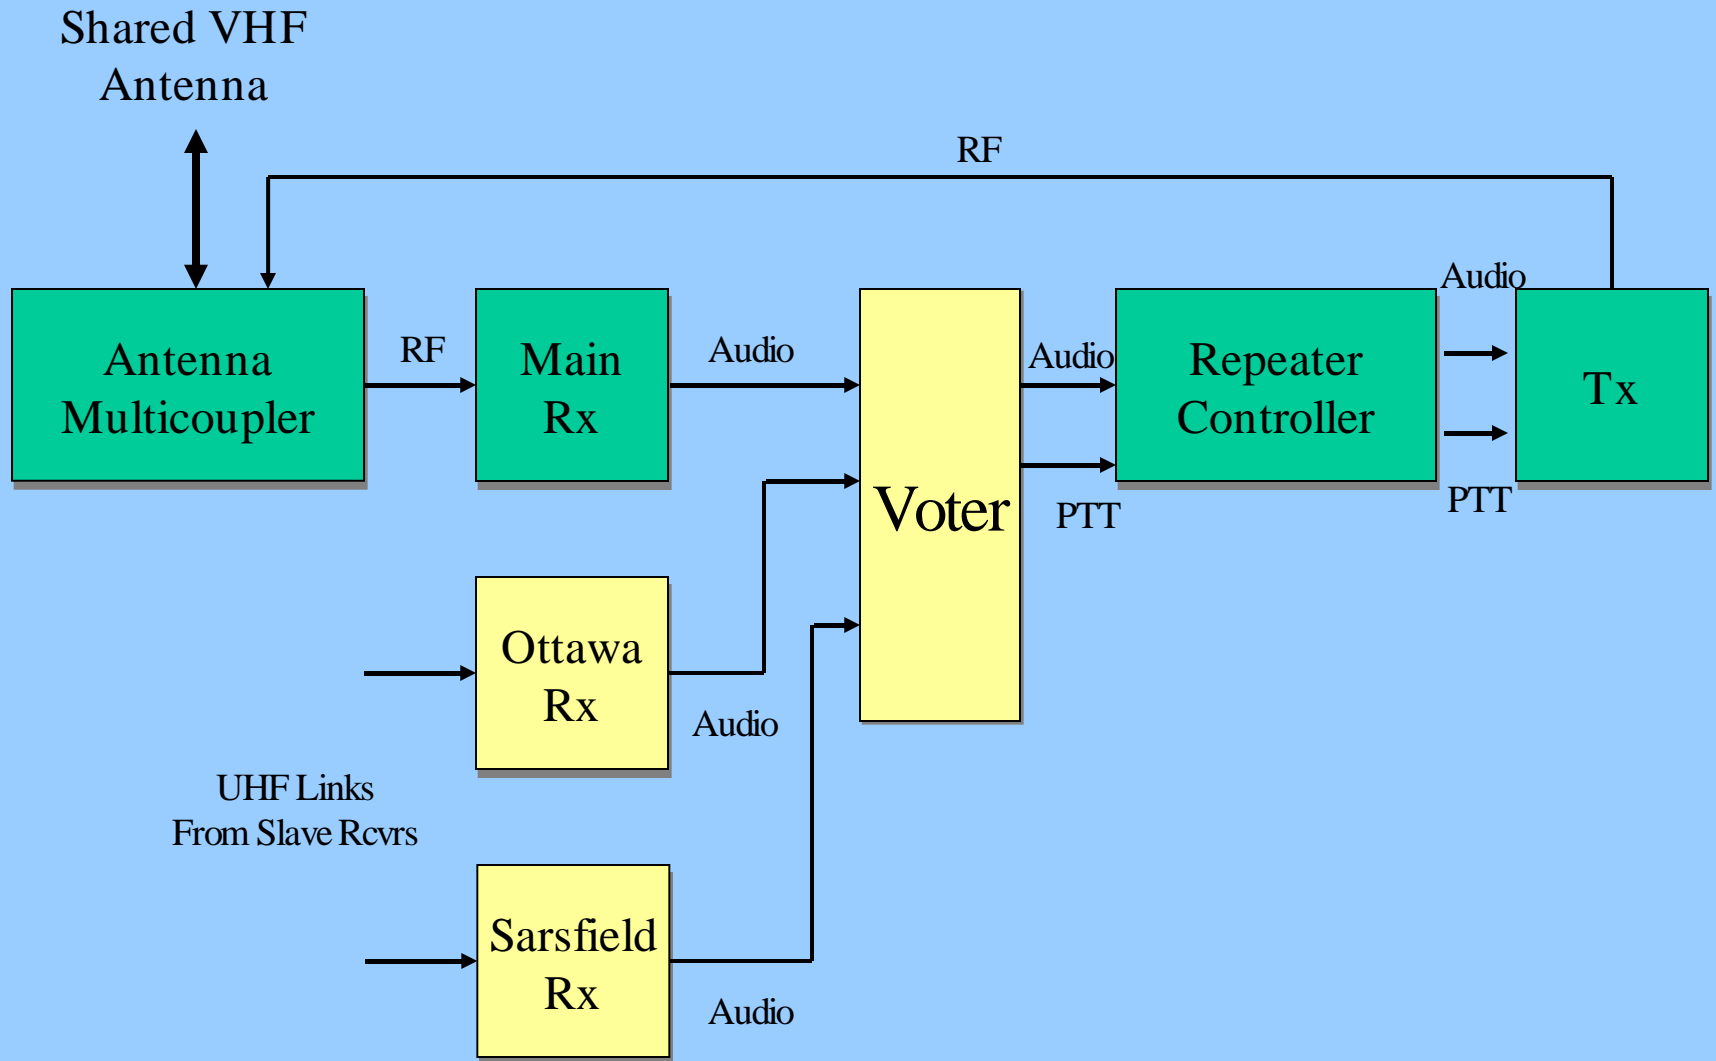 Shared VHF
Antenna
RF
Audio
Antenna
Multicoupler
RF
Main
Rx
Audio
Voter
Audio
PTT
Repeater
Controller
PTT
Tx
Ottawa
Rx
Audio
UHF Links
From Slave Rcvrs
Sarsfield
Rx
Audio